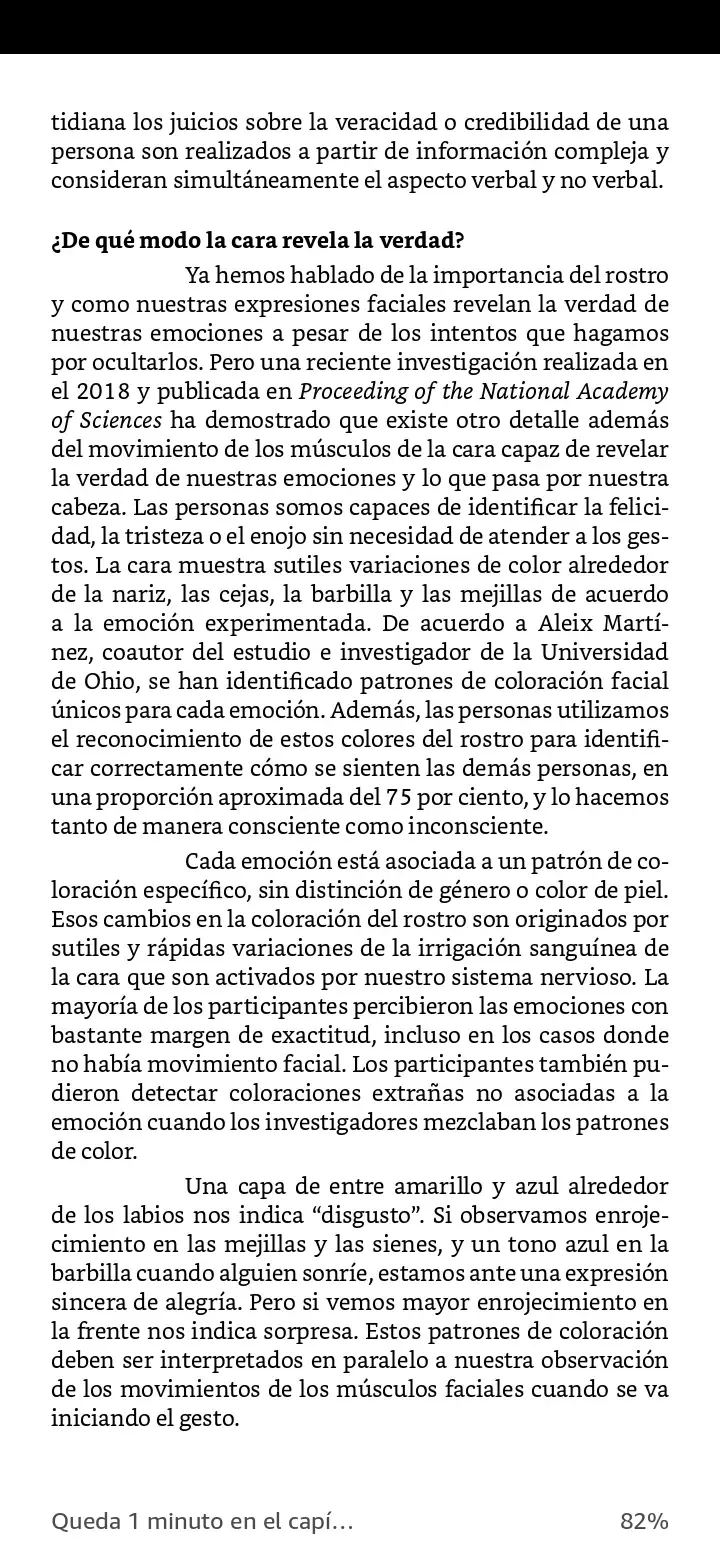 tidiana los juicios sobre la veracidad o credibilidad de una
persona son realizados a partir de información compleja y
consideran simultáneamente el aspecto verbal y no verbal.
¿De qué modo la cara revela la verdad?
Ya hemos hablado de la importancia del rostro
y como nuestras expresiones faciales revelan la verdad de
nuestras emociones a pesar de los intentos que hagamos
por ocultarlos. Pero una reciente investigación realizada en
el 2018 y publicada en Proceeding of the National Academy
of Sciences ha demostrado que existe otro detalle además
del movimiento de los músculos de la cara capaz de revelar
la verdad de nuestras emociones y lo que pasa por nuestra
cabeza. Las personas somos capaces de identificar la felici-
dad, la tristeza o el enojo sin necesidad de atender a los ges-
tos. La cara muestra sutiles variaciones de color alrededor
de la nariz, las cejas, la barbilla y las mejillas de acuerdo
a la emoción experimentada. De acuerdo a Aleix Martí-
nez, coautor del estudio e investigador de la Universidad
de Ohio, se han identificado patrones de coloración facial
únicos para cada emoción. Además, las personas utilizamos
el reconocimiento de estos colores del rostro para identifi-
car correctamente cómo se sienten las demás personas, en
una proporción aproximada del 75 por ciento, y lo hacemos
tanto de manera consciente como inconsciente.
Cada emoción está asociada a un patrón de co-
loración específico, sin distinción de género o color de piel.
Esos cambios en la coloración del rostro son originados por
sutiles y rápidas variaciones de la irrigación sanguínea de
la cara que son activados por nuestro sistema nervioso. La
mayoría de los participantes percibieron las emociones con
bastante margen de exactitud, incluso en los casos donde
no había movimiento facial. Los participantes también pu-
dieron detectar coloraciones extrañas no asociadas a la
emoción cuando los investigadores mezclaban los patrones
de color.
Una capa de entre amarillo y azul alrededor
de los labios nos indica “disgusto”. Si observamos enroje-
cimiento en las mejillas y las sienes, y un tono azul en la
barbilla cuando alguien sonríe, estamos ante una expresión
sincera de alegría. Pero si vemos mayor enrojecimiento en
la frente nos indica sorpresa. Estos patrones de coloración
deben ser interpretados en paralelo a nuestra observación
de los movimientos de los músculos faciales cuando se va
iniciando el gesto.
Queda 1 minuto en el capí…
82%